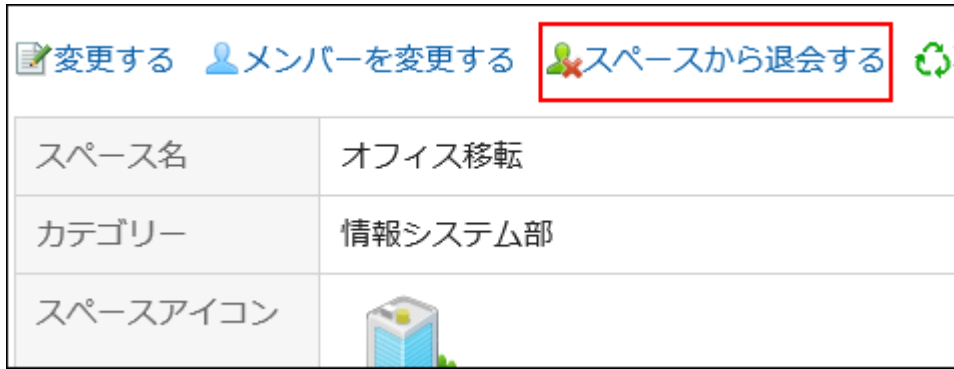 変更する メンバーを変更する スペースから退会する
スペース名 オフィス移転
カテゴリー 情報システム部
スペースアイコン